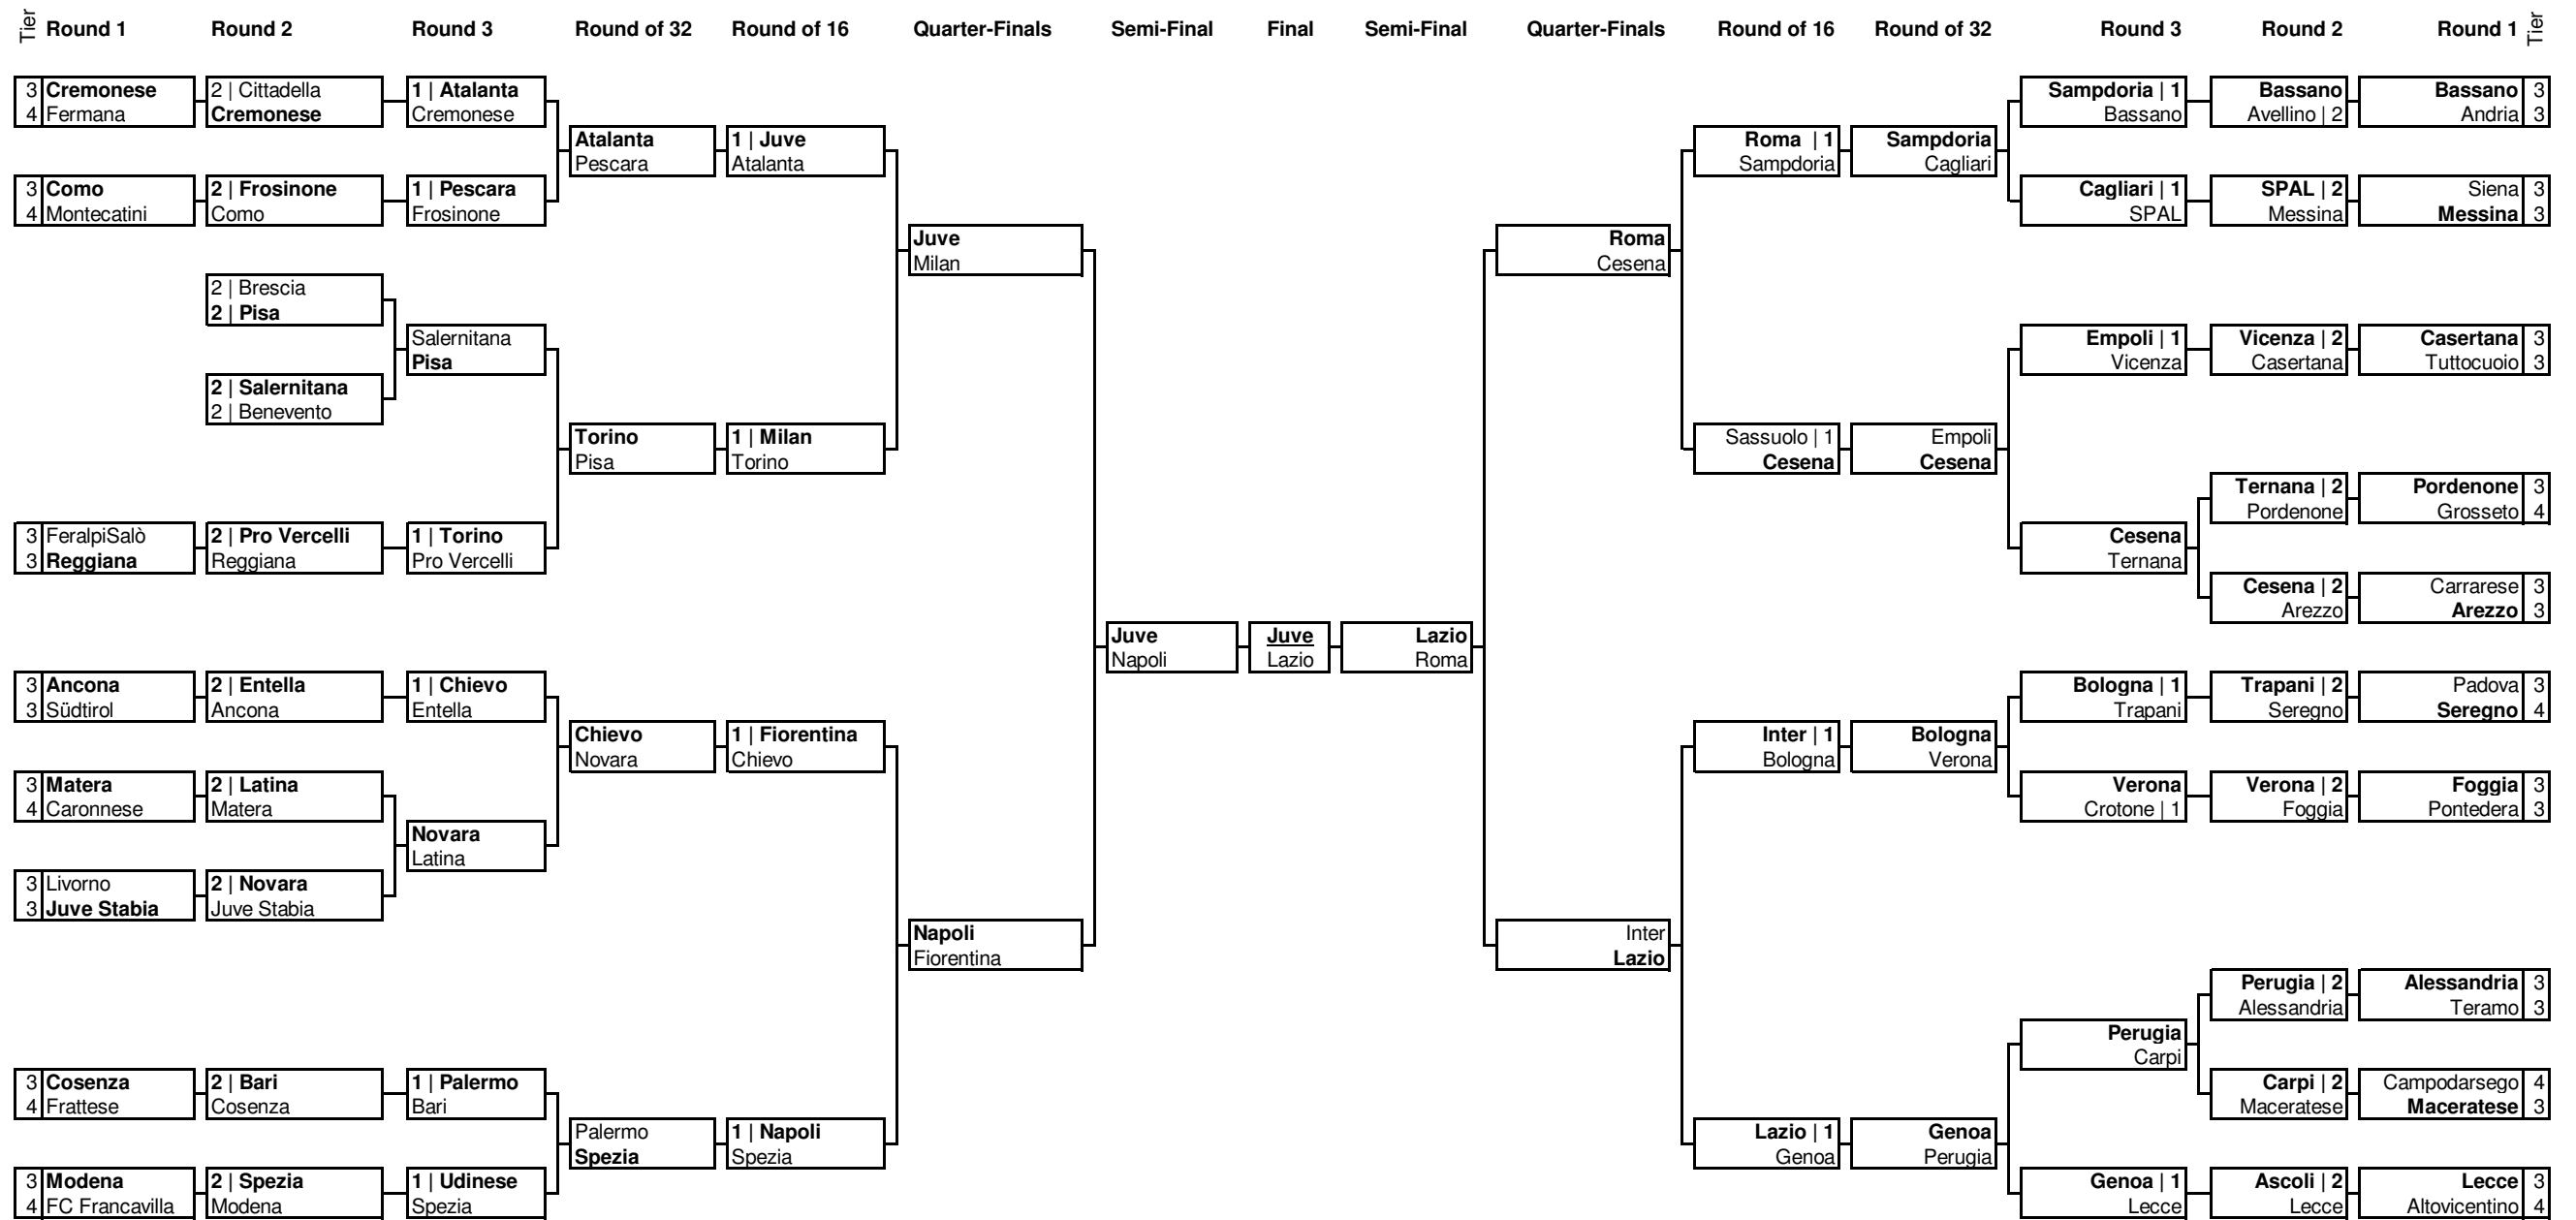 Tier Round 1 Round 2 Round 3 Round of 32 Round of 16 Quarter-Finals Semi-Final Final Semi-Final Quarter-Finals Round of 16 Round of 32 Round 3 Round 2 Round 1 Tier
3 Cremonese 2 | Cittadella 1 | Atalanta Sampdoria | 1 Bassano Bassano 3
4 Fermana Cremonese Cremonese Bassano Avellino | 2 Andria 3
Atalanta 1 | Juve Roma | 1 Sampdoria
Pescara Atalanta Sampdoria Cagliari
3 Como 2 | Frosinone 1 | Pescara Cagliari | 1 SPAL | 2 Siena 3
4 Montecatini Como Frosinone SPAL Messina Messina 3
Juve Roma
Milan Cesena
2 | Brescia
2 | Pisa
Salernitana Empoli | 1 Vicenza | 2 Casertana 3
Pisa Vicenza Casertana Tuttocuoio 3
2 | Salernitana
2 | Benevento
Torino 1 | Milan Sassuolo | 1 Empoli
Pisa Torino Cesena Cesena
Ternana | 2 Pordenone 3
Pordenone Grosseto 4
3 FeralpiSalò 2 | Pro Vercelli 1 | Torino Cesena
3 Reggiana Reggiana Pro Vercelli Ternana
Cesena | 2 Carrarese 3
Arezzo Arezzo 3
Juve Juve Lazio
Napoli Lazio Roma
3 Ancona 2 | Entella 1 | Chievo Bologna | 1 Trapani | 2 Padova 3
3 Südtirol Ancona Entella Trapani Seregno Seregno 4
Chievo 1 | Fiorentina Inter | 1 Bologna
Novara Chievo Bologna Verona
3 Matera 2 | Latina Verona Verona | 2 Foggia 3
4 Caronnese Matera Crotone | 1 Foggia Pontedera 3
Novara
Latina
3 Livorno 2 | Novara
3 Juve Stabia Juve Stabia
Napoli Inter
Fiorentina Lazio
Perugia | 2 Alessandria 3
Alessandria Teramo 3
Perugia
Carpi
3 Cosenza 2 | Bari 1 | Palermo Carpi | 2 Campodarsego 4
4 Frattese Cosenza Bari Maceratese Maceratese 3
Palermo 1 | Napoli Lazio | 1 Genoa
Spezia Spezia Genoa Perugia
3 Modena 2 | Spezia 1 | Udinese Genoa | 1 Ascoli | 2 Lecce 3
4 FC Francavilla Modena Spezia Lecce Lecce Altovicentino 4